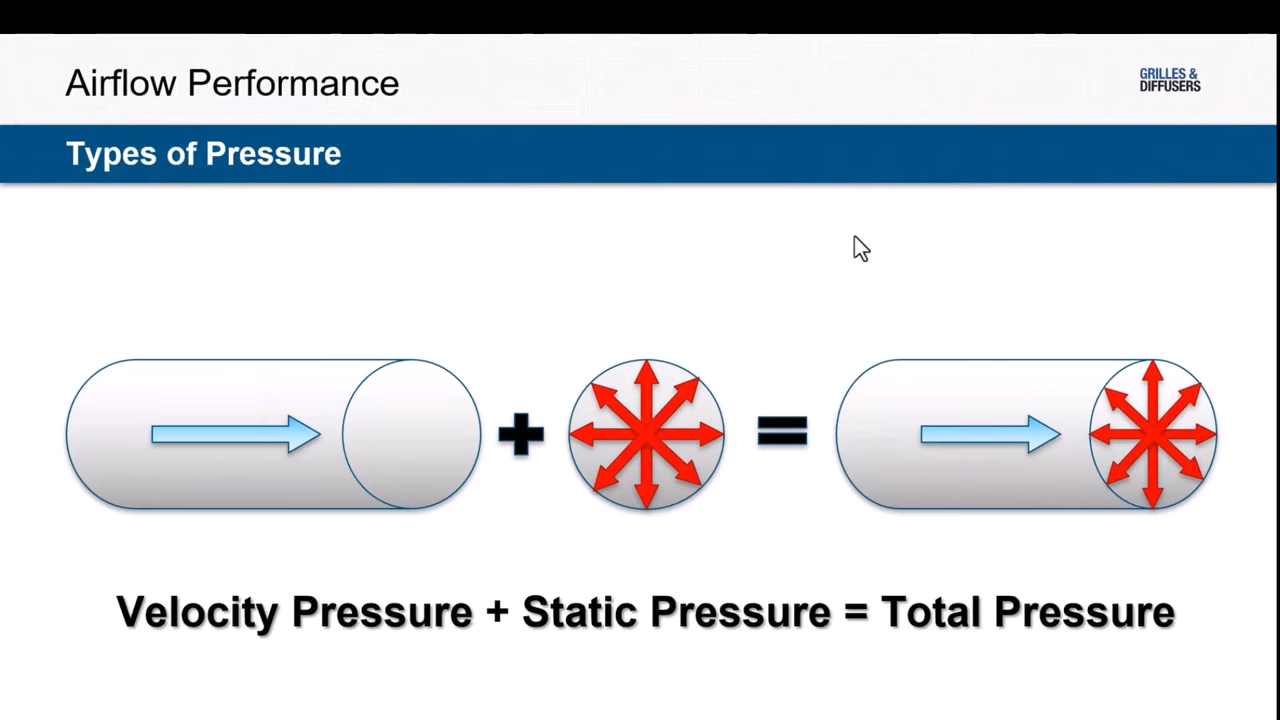 Airflow Performance
GRILLES &
DIFFUSERS
Types of Pressure
Velocity Pressure + Static Pressure = Total Pressure